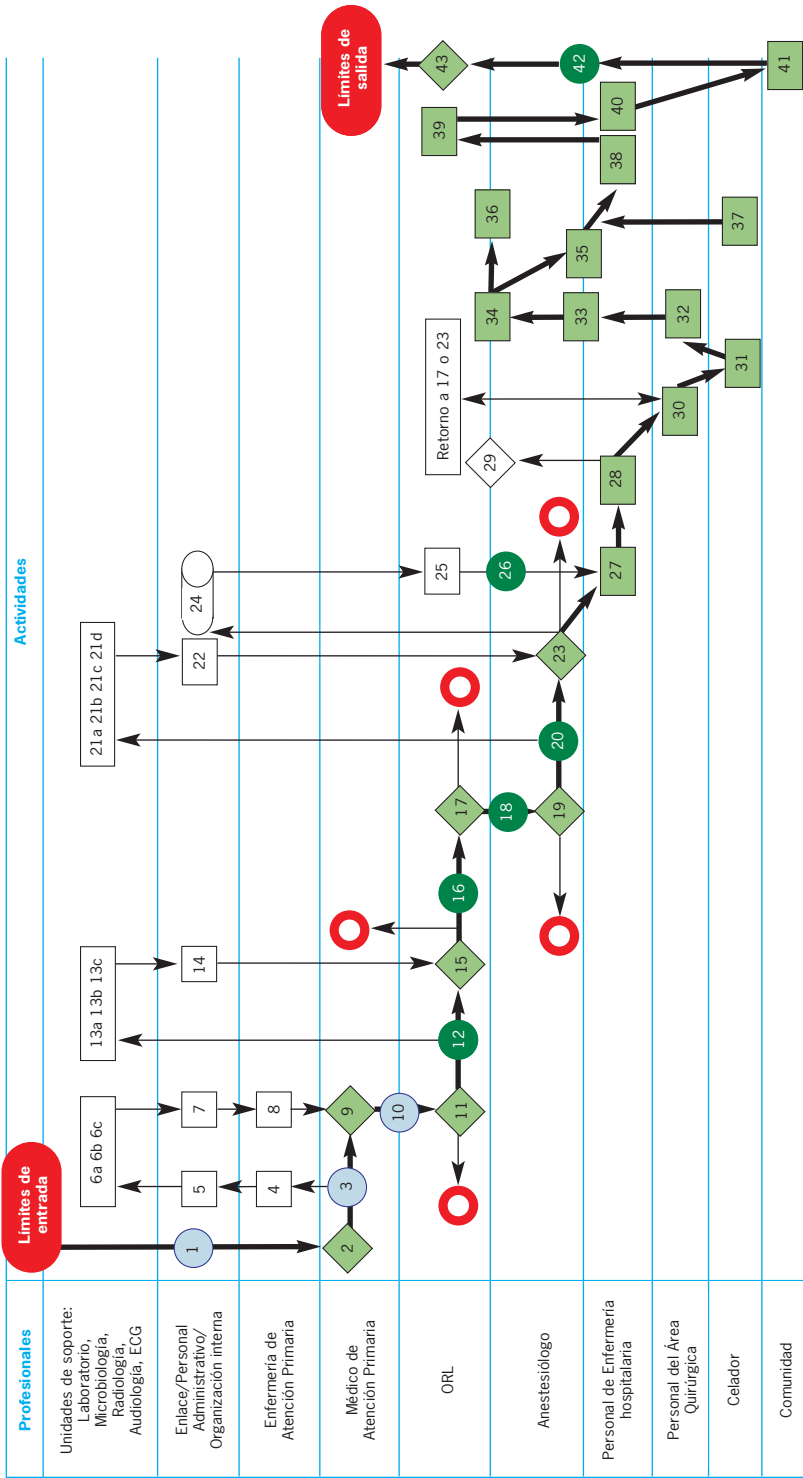 Profesionales
Actividades
Límites de
entrada
Unidades de soporte:
Laboratorio,
Microbiología,
Radiología,
Audiología, ECG
6a 6b 6c
13a 13b 13c
21a 21b 21c 21d
Enlace/Personal
Administrativo/
Organización interna
1
5
7
14
22
24
Enfermería de
Atención Primaria
4
8
Médico de
Atención Primaria
2
3
9
Límites de
salida
10
ORL
11
12
15
16
17
25
Retorno a 17 o 23
39
43
18
26
29
34
36
Anestesiólogo
19
20
23
33
35
42
Personal de Enfermería
hospitalaria
27
28
38
40
Personal del Área
Quirúrgica
30
32
Celador
31
37
Comunidad
41